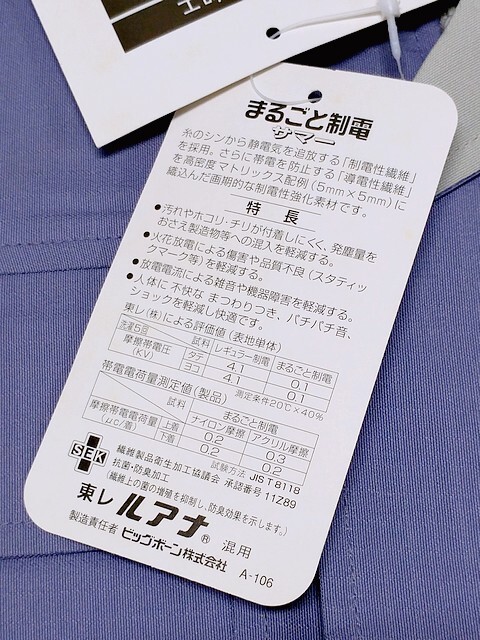 まるごと制電
サマー
糸のシンから静電気を追放する「制電性繊維」
を採用。さらに帯電を防止する「導電性繊維」
を高密度マトリックス配例(5mm×5mm)に
織込んだ画期的な制電性強化素材です。
特長
●汚れやホコリ・チリが付着しにくく、発塵量を
おさえ製造物等への混入を軽減する。
●火花放電による傷害や品質不良(スタティッ
クマーク等)を軽減する。
●放電電流による雑音や機器障害を軽減する。
●人体に不快なまつわりつき、パチパチ音、
ショックを軽減し快適です。
東レ(株)による評価値(表地単体)
洗濯5回 試料 レギュラー制電 まるごと制電
摩擦帯電圧(KV) タテ 4.1 0.1
ヨコ 4.1 0.1
測定条件20℃×40%
帯電電荷量測定値(製品)
試料 まるごと制電
ナイロン摩擦 アクリル摩擦
摩擦帯電電荷量(μc/着) 上着 0.2 0.3
下着 0.2 0.2
試験方法 JIS T 8118
SEK
繊維製品衛生加工協議会 承認番号 11Z89
抗菌・防臭加工
(繊維上の菌の増殖を抑制し、防臭効果を示します。)
東レ ルアナ® 混用
製造責任者 ビッグボーン株式会社
A-106